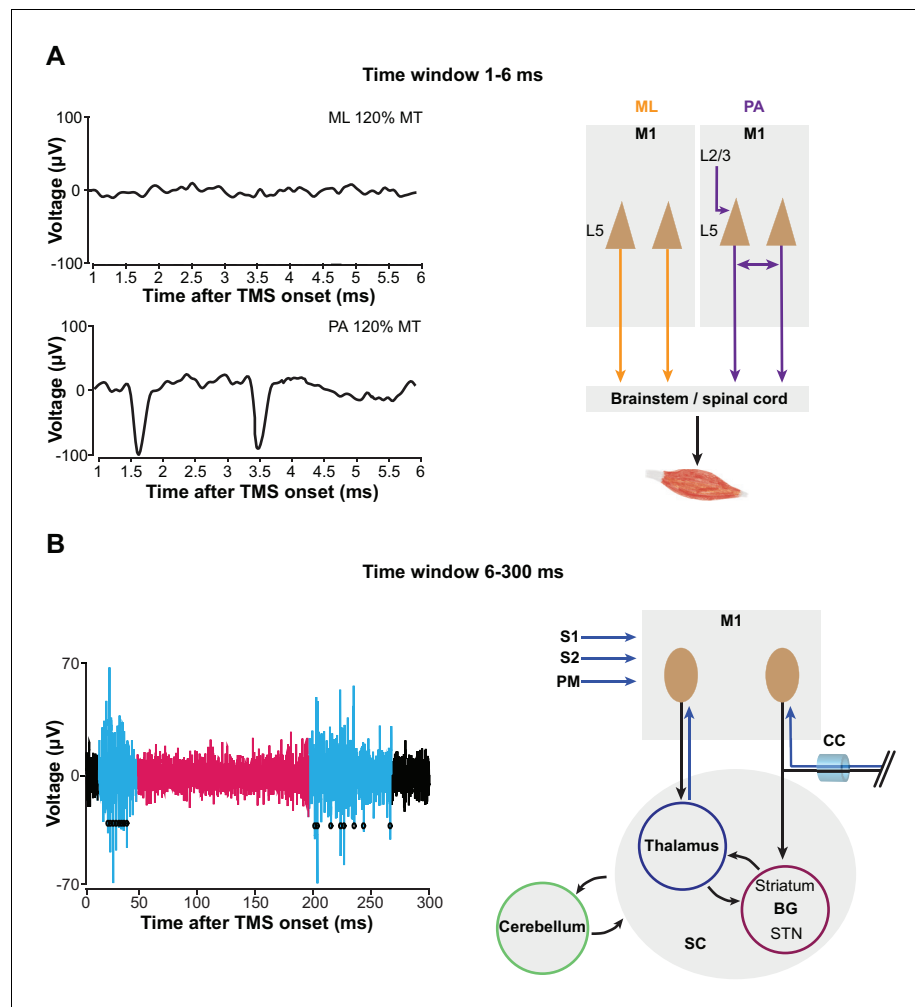 A
Time window 1-6 ms
ML 120% MT
100
0
-100
Voltage (µV)
1 1.5 2 2.5 3 3.5 4 4.5 5 5.5 6
Time after TMS onset (ms)
PA 120% MT
100
0
-100
Voltage (µV)
1 1.5 2 2.5 3 3.5 4 4.5 5 5.5 6
Time after TMS onset (ms)
ML PA
M1 M1
L2/3
L5 L5
Brainstem / spinal cord
B
Time window 6-300 ms
70
0
-70
Voltage (µV)
0 50 100 150 200 250 300
Time after TMS onset (ms)
M1
S1
S2
PM
CC
Thalamus
Striatum
BG
STN
Cerebellum
SC